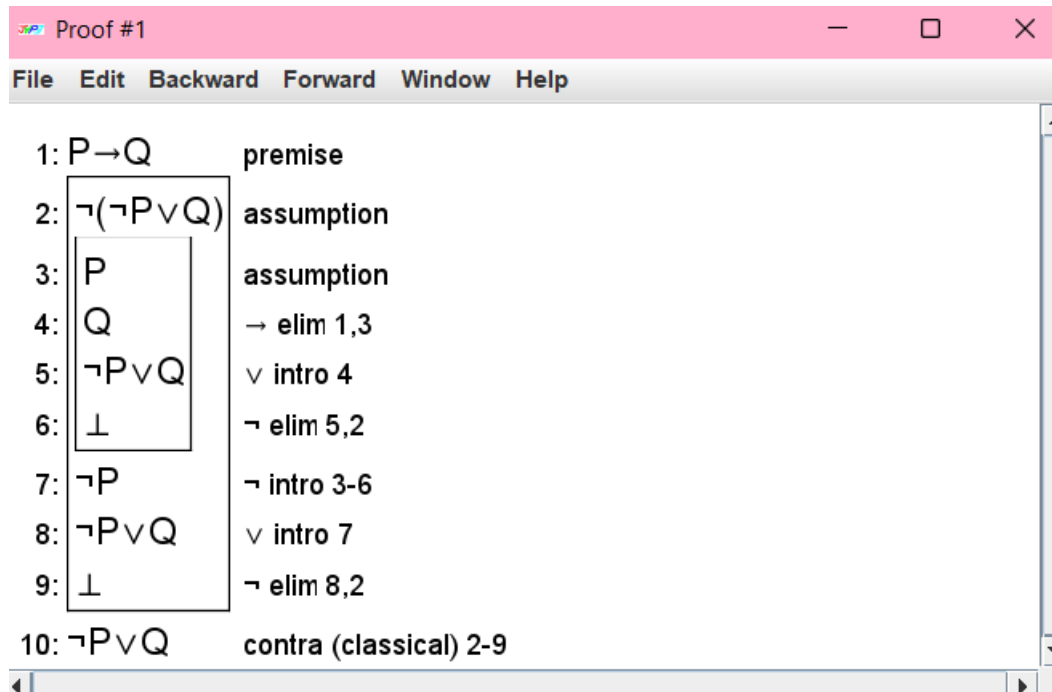 Proof #1
File Edit Backward Forward Window Help
1: P→Q premise
2: ¬(¬P∨Q) assumption
3: P assumption
4: Q → elim 1,3
5: ¬P∨Q ∨ intro 4
6: ⊥ ¬ elim 5,2
7: ¬P ¬ intro 3-6
8: ¬P∨Q ∨ intro 7
9: ⊥ ¬ elim 8,2
10: ¬P∨Q contra (classical) 2-9